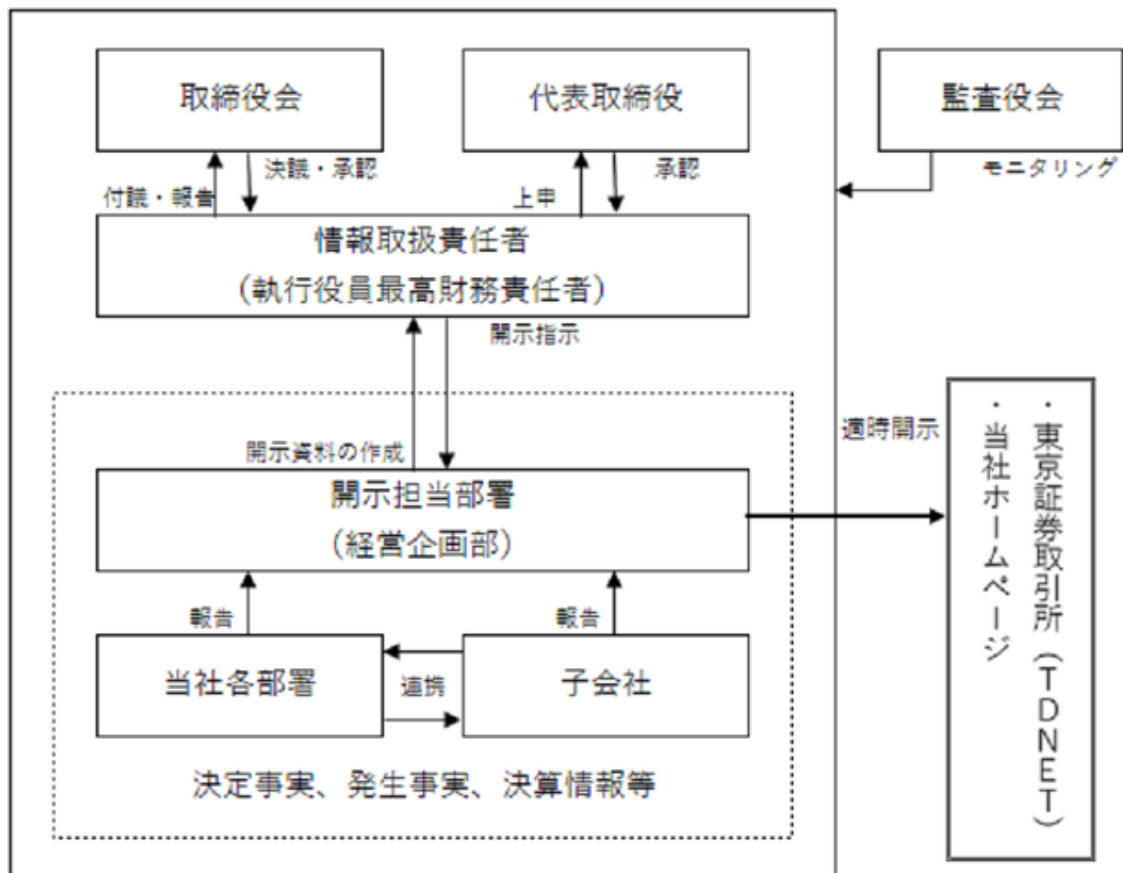 取締役会
代表取締役
監査役会
決議・承認
承認
モニタリング
付議・報告
上申
情報取扱責任者
（執行役員最高財務責任者）
開示指示
適時開示
・東京証券取引所（TDNET）
・当社ホームページ
開示資料の作成
開示担当部署
（経営企画部）
報告
報告
当社各部署
連携
子会社
決定事実、発生事実、決算情報等